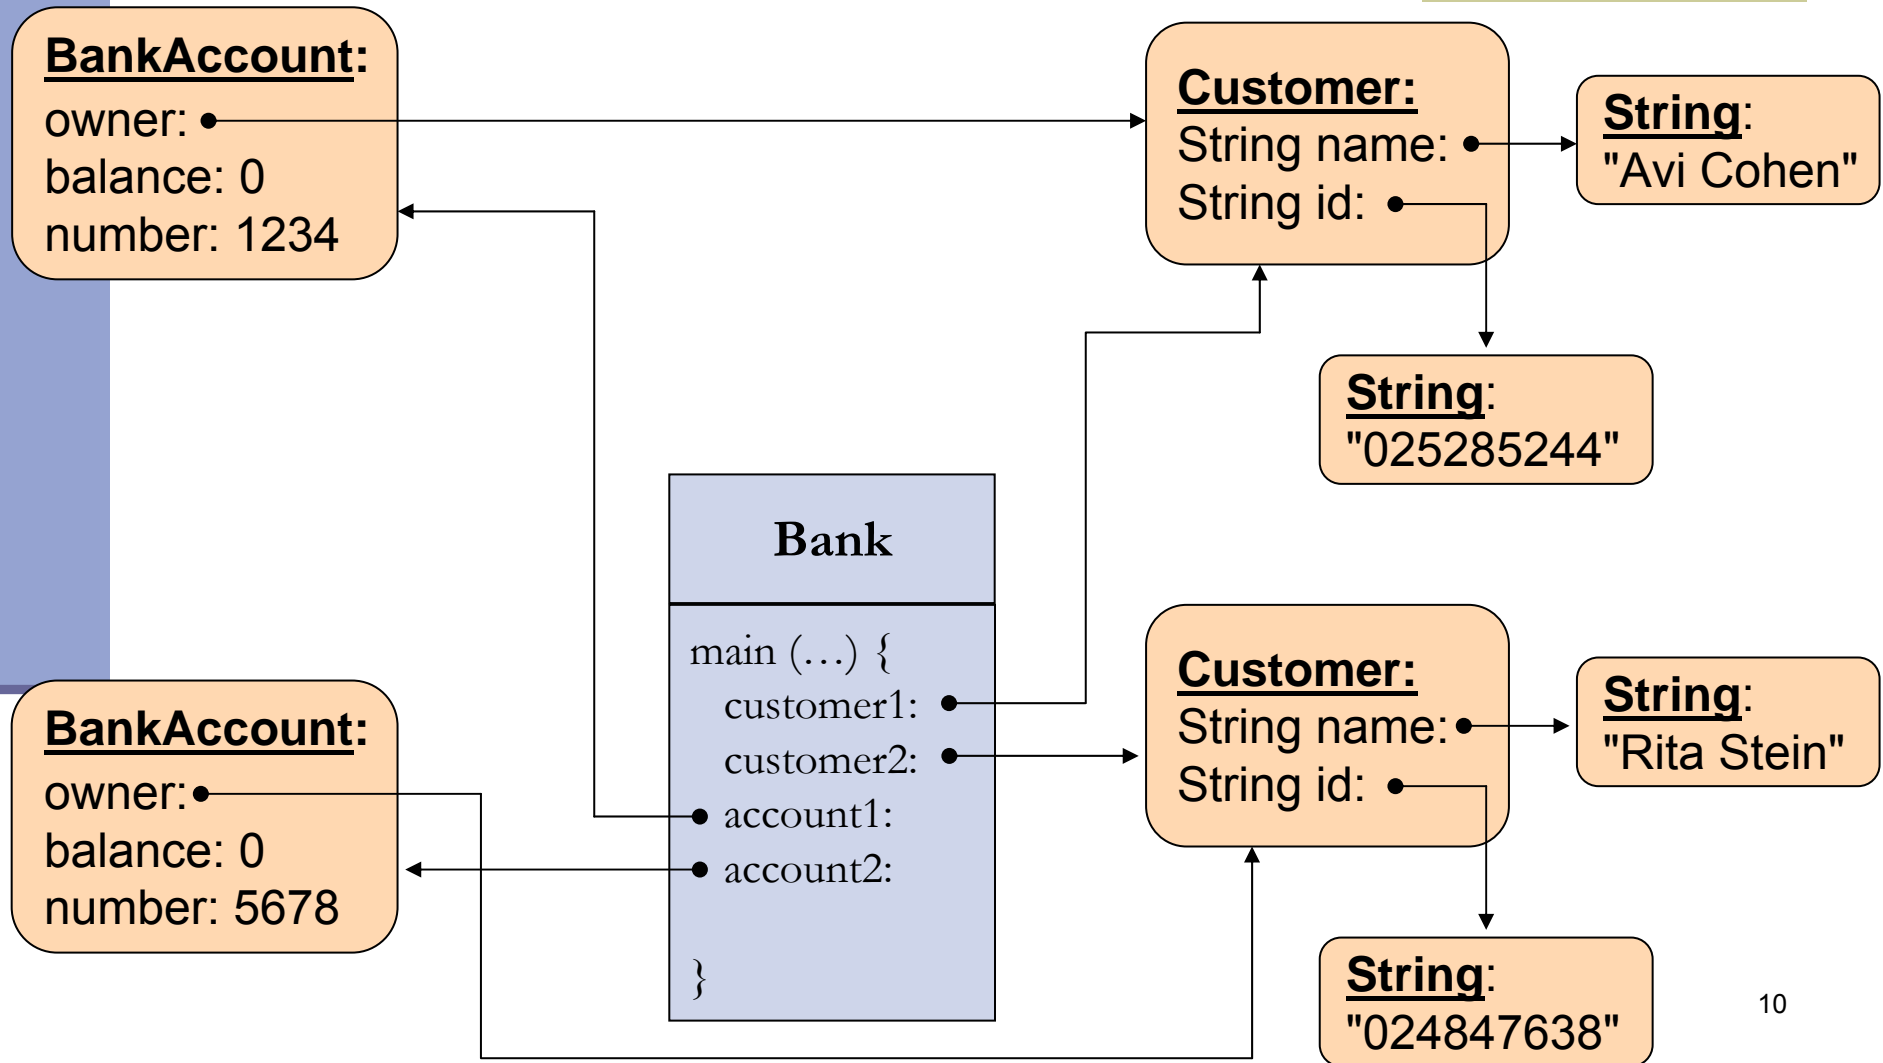 BankAccount:
owner:
balance: 0
number: 1234
Customer:
String name:
String id:
String:
"Avi Cohen"
String:
"025285244"
Bank
main (…) {
customer1:
customer2:
account1:
account2:
}
BankAccount:
owner:
balance: 0
number: 5678
Customer:
String name:
String id:
String:
"Rita Stein"
String:
"024847638"
10